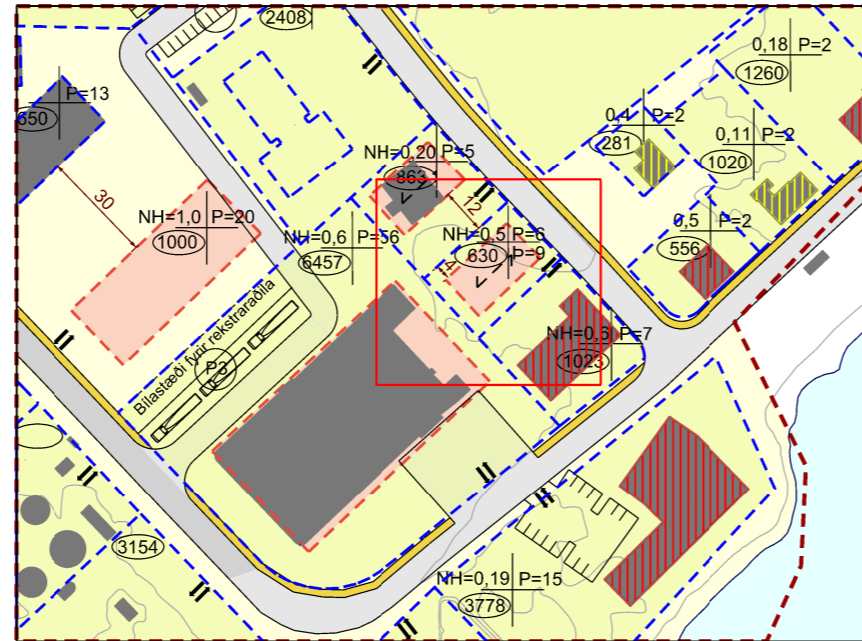 2408
0,18 P=2
1260
P=13
650
0,4 P=2
281
0,11 P=2
1020
NH=0,20 P=5
863
30
12
NH=1,0 P=20
1000
NH=0,6 P=56
6457
NH=0,5 P=6
630 P=9
0,5 P=2
556
14
NH=0,6 P=7
1023
Bílastæði fyrir rekstraraðila
P3
3154
NH=0,19 P=15
3778